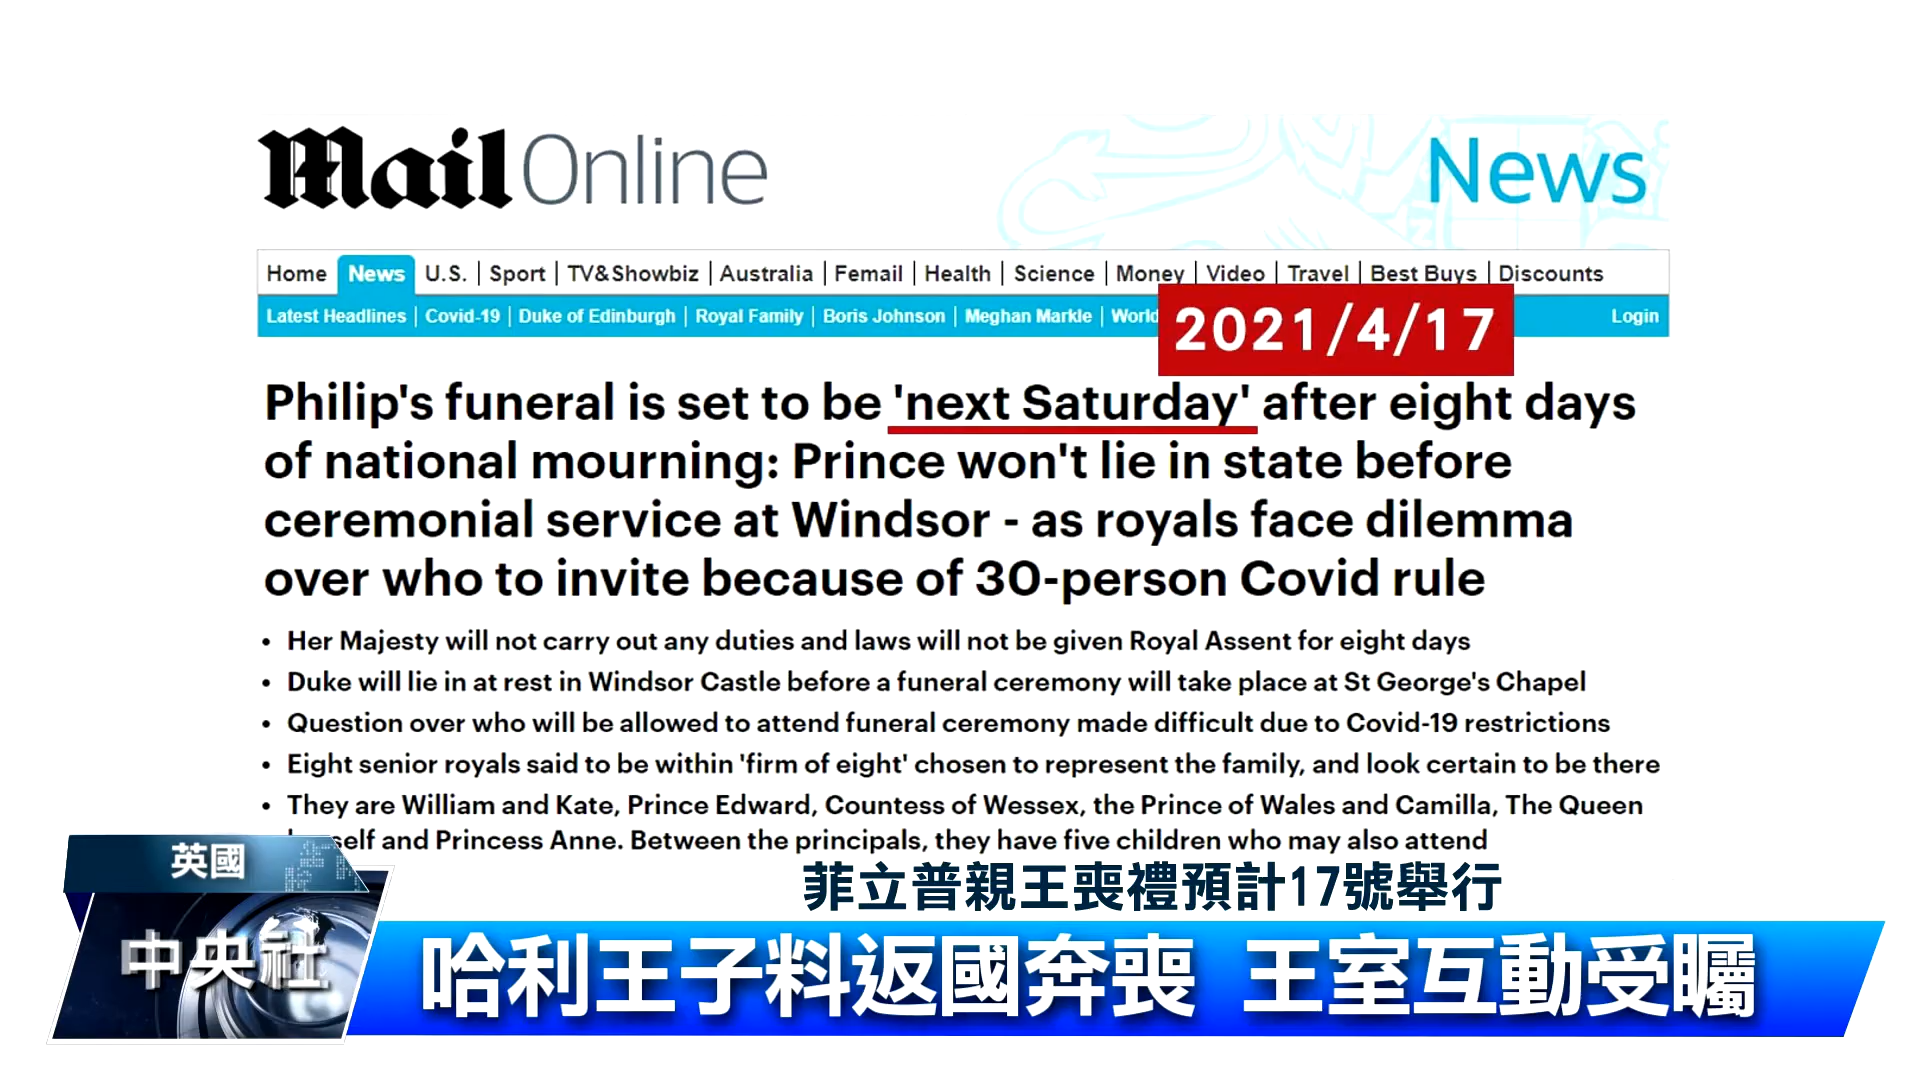 Mail Online
News
Home News U.S. Sport TV&Showbiz Australia Femail Health Science Money Video Travel Best Buys Discounts
Latest Headlines Covid-19 Duke of Edinburgh Royal Family Boris Johnson Meghan Markle World Login
2021/4/17
Philip's funeral is set to be 'next Saturday' after eight days
of national mourning: Prince won't lie in state before
ceremonial service at Windsor - as royals face dilemma
over who to invite because of 30-person Covid rule
• Her Majesty will not carry out any duties and laws will not be given Royal Assent for eight days
• Duke will lie in at rest in Windsor Castle before a funeral ceremony will take place at St George's Chapel
• Question over who will be allowed to attend funeral ceremony made difficult due to Covid-19 restrictions
• Eight senior royals said to be within 'firm of eight' chosen to represent the family, and look certain to be there
• They are William and Kate, Prince Edward, Countess of Wessex, the Prince of Wales and Camilla, The Queen
and Princess Anne. Between the principals, they have five children who may also attend
英國
菲立普親王喪禮預計17號舉行
中央社
哈利王子料返國奔喪 王室互動受矚